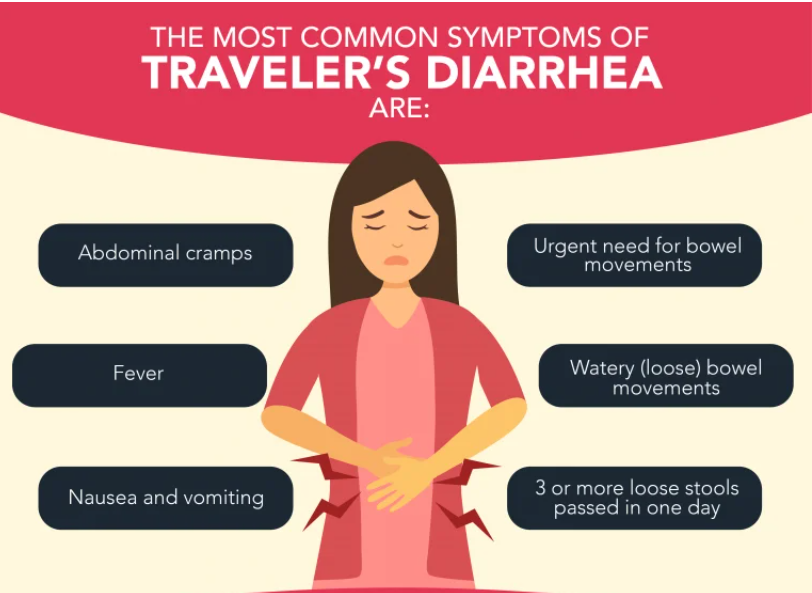 THE MOST COMMON SYMPTOMS OF
TRAVELER'S DIARRHEA
ARE:
Abdominal cramps
Fever
Nausea and vomiting
Urgent need for bowel
movements
Watery (loose) bowel
movements
3 or more loose stools
passed in one day